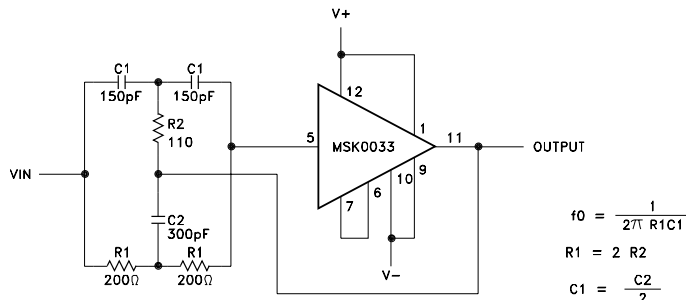 V+
C1
150pF
C1
150pF
12
R2
110
5
MSK0033
1
11
OUTPUT
VIN
9
10
6
7
C2
300pF
R1
200Ω
R1
200Ω
V-
f0 = 1 / 2π R1C1
R1 = 2 R2
C1 = C2 / 2